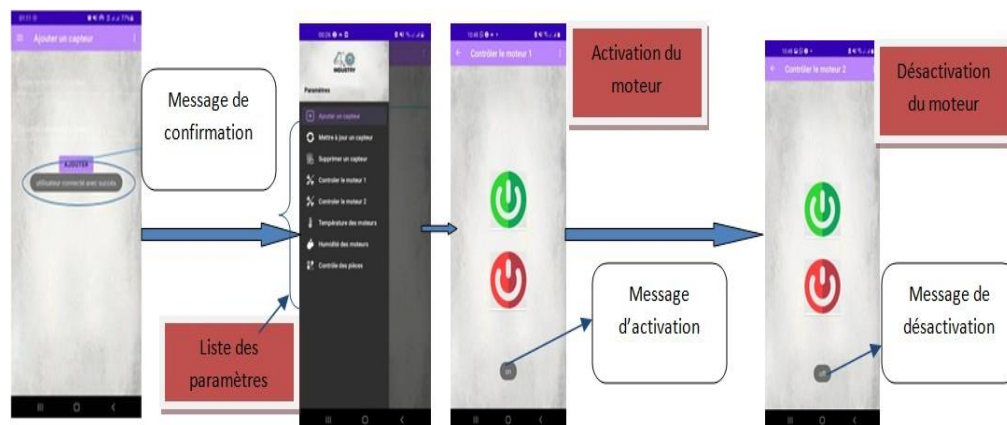 Ajouter un capteur
AJOUTER
utilisateur connecté avec succès
Message de
confirmation
INDUSTRY
Paramètres
Ajouter un capteur
Mettre à jour un capteur
Supprimer un capteur
Controler le moteur 1
Controler le moteur 2
Température des moteurs
Humidité des moteurs
Contrôle des pièces
Liste des
paramètres
Contrôler le moteur 1
on
Activation du
moteur
Message
d’activation
Contrôler le moteur 2
off
Désactivation
du moteur
Message de
désactivation